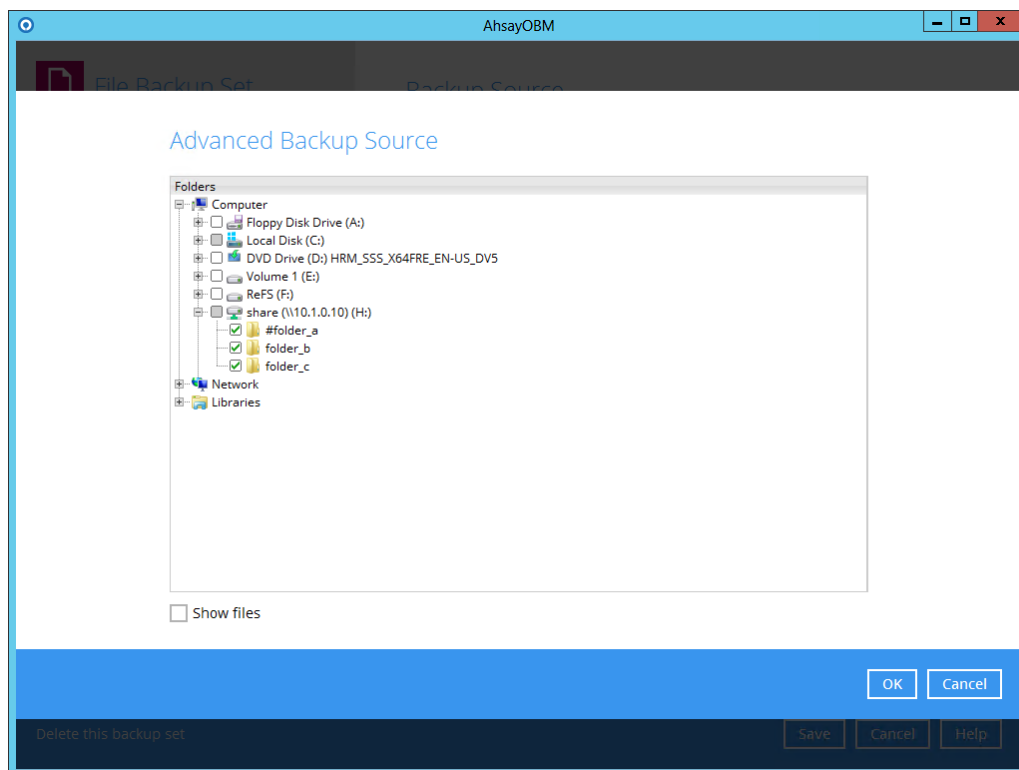 AhsayOBM
File Backup Set
Backup Source
Advanced Backup Source
Folders
Computer
Floppy Disk Drive (A:)
Local Disk (C:)
DVD Drive (D:) HRM_SSS_X64FRE_EN-US_DV5
Volume 1 (E:)
ReFS (F:)
share (\\10.1.0.10) (H:)
#folder_a
folder_b
folder_c
Network
Libraries
Show files
OK Cancel
Delete this backup set Save Cancel Help